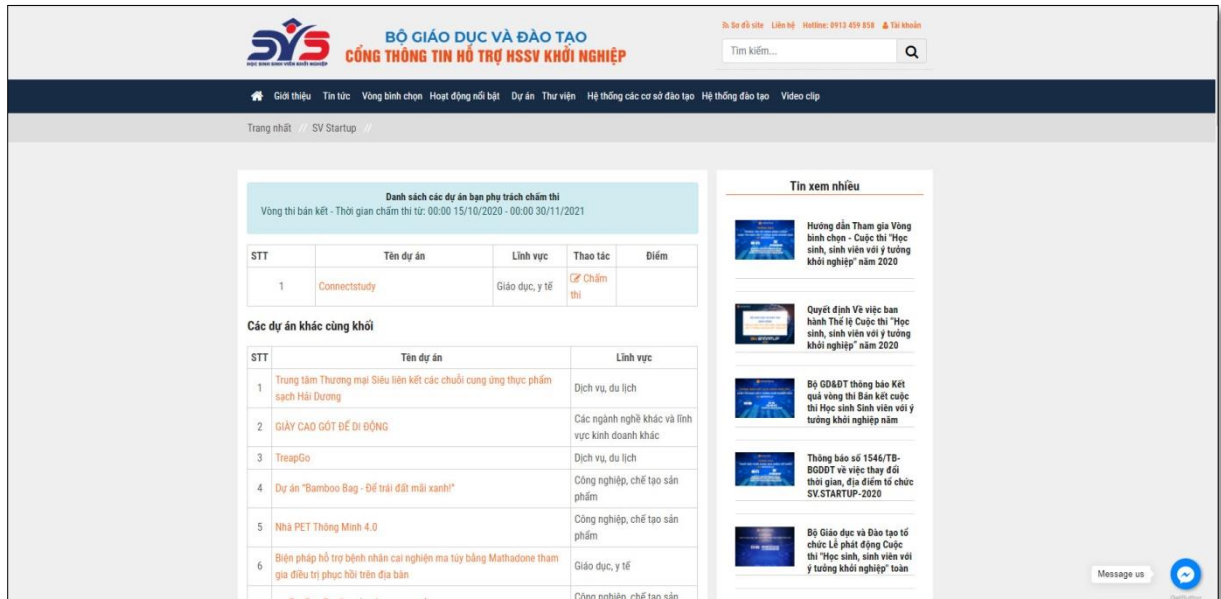 Sơ đồ site Liên hệ Hotline: 0913 459 858 Tài khoản
SYS
HỌC SINH SINH VIÊN KHỞI NGHIỆP
BỘ GIÁO DỤC VÀ ĐÀO TẠO
CỔNG THÔNG TIN HỖ TRỢ HSSV KHỞI NGHIỆP
Tìm kiếm...
Giới thiệu Tin tức Vòng bình chọn Hoạt động nổi bật Dự án Thư viện Hệ thống các cơ sở đào tạo Hệ thống đào tạo Video clip
Trang nhất // SV Startup //
Danh sách các dự án bạn phụ trách chấm thi
Vòng thi bán kết - Thời gian chấm thi từ: 00:00 15/10/2020 - 00:00 30/11/2021
STT Tên dự án Lĩnh vực Thao tác Điểm
1 Connectstudy Giáo dục, y tế Chấm
thi
Các dự án khác cùng khối
STT Tên dự án Lĩnh vực
1 Trung tâm Thương mại Siêu liên kết các chuỗi cung ứng thực phẩm
sạch Hải Dương
Dịch vụ, du lịch
2 GIÀY CAO GÓT ĐẾ DI ĐỘNG
Các ngành nghề khác và lĩnh
vực kinh doanh khác
3 TreapGo Dịch vụ, du lịch
4 Dự án "Bamboo Bag - Để trái đất mãi xanh!"
Công nghiệp, chế tạo sản
phẩm
5 Nhà PET Thông Minh 4.0
Công nghiệp, chế tạo sản
phẩm
6 Biện pháp hỗ trợ bệnh nhân cai nghiện ma túy bằng Mathadone tham
gia điều trị phục hồi trên địa bàn
Giáo dục, y tế
Công nghiệp, chế tạo sản
Tin xem nhiều
Hướng dẫn Tham gia Vòng
bình chọn - Cuộc thi "Học
sinh, sinh viên với ý tưởng
khởi nghiệp" năm 2020
Quyết định Về việc ban
hành Thể lệ Cuộc thi "Học
sinh, sinh viên với ý tưởng
khởi nghiệp" năm 2020
Bộ GD&ĐT thông báo Kết
quả vòng thi Bán kết cuộc
thi Học sinh Sinh viên với ý
tưởng khởi nghiệp năm
Thông báo số 1546/TB-
BGDĐT về việc thay đổi
thời gian, địa điểm tổ chức
SV.STARTUP-2020
Bộ Giáo dục và Đào tạo tổ
chức Lễ phát động Cuộc
thi "Học sinh, sinh viên với
ý tưởng khởi nghiệp" toàn
Message us